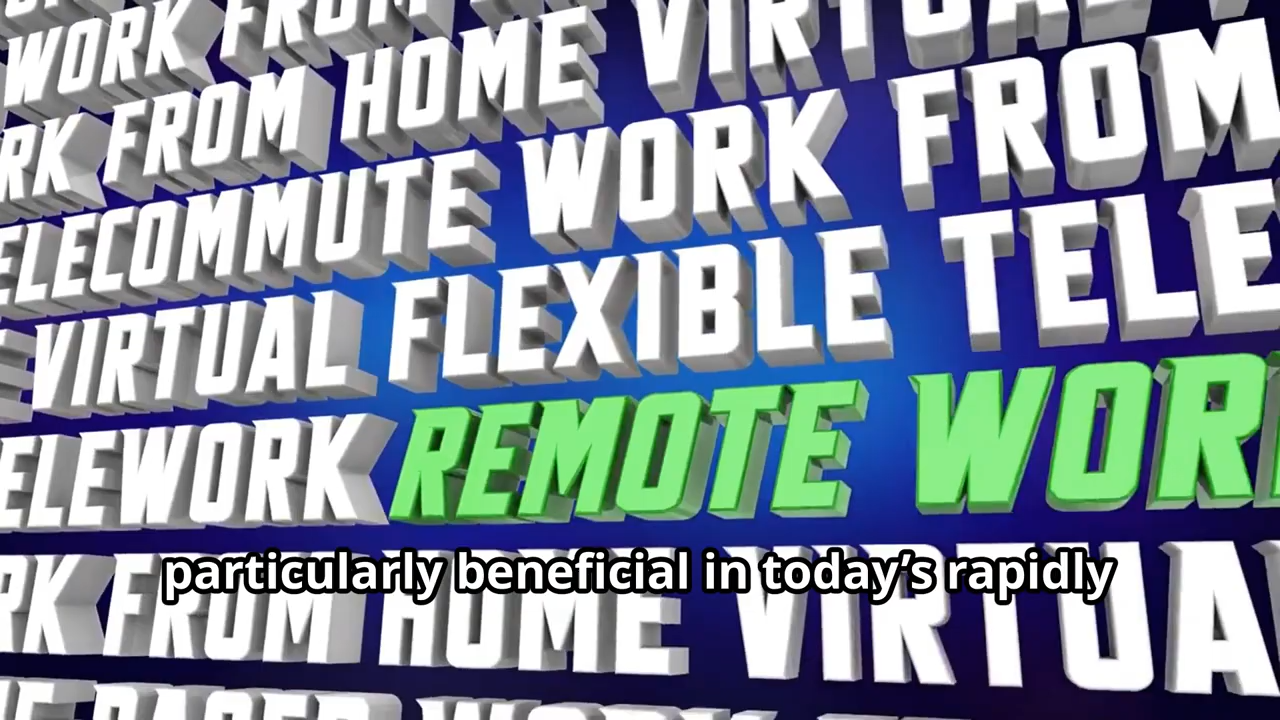 WORK FROM
RK FROM HOME VIRTUAL
ELECOMMUTE WORK FROM
VIRTUAL FLEXIBLE TELE
ELEWORK REMOTE WOR
particularly beneficial in today’s rapidly
RK FROM HOME VIRTUA